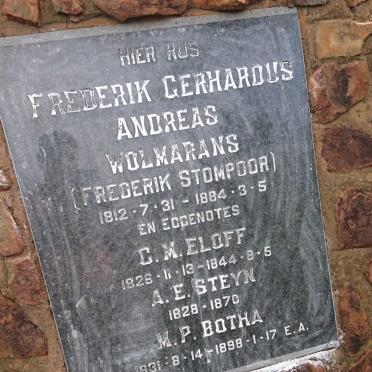 HIER RUS
FREDERIK GERHARDUS
ANDREAS
WOLMARANS
(FREDERIK STOMPOOR)
1812·7·31 - 1884·3·5
EN EGGENOTES
C. M. ELOFF
1826·11·13-1844·8·5
A. E. STEYN
1828-1870
M. P. BOTHA
1831·8·14-1898·1·17 E.A.